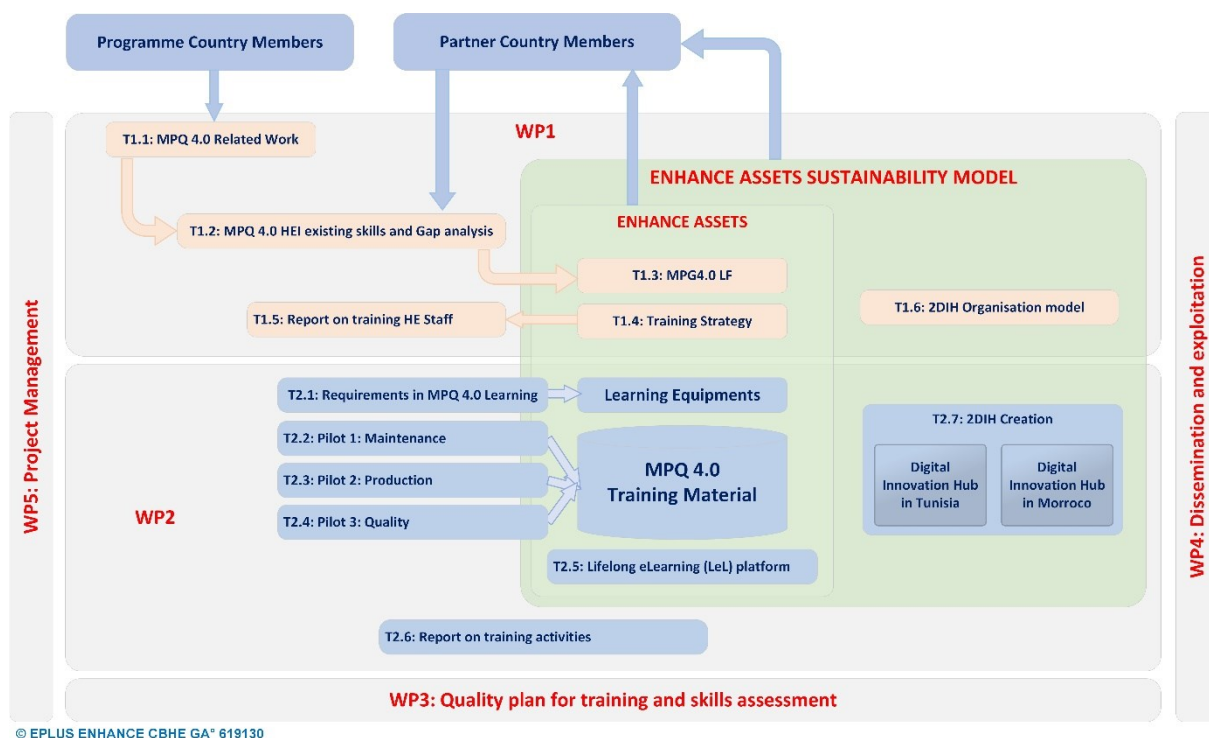 Programme Country Members
Partner Country Members
WP1
T1.1: MPQ 4.0 Related Work
ENHANCE ASSETS SUSTAINABILITY MODEL
ENHANCE ASSETS
T1.2: MPQ 4.0 HEI existing skills and Gap analysis
T1.3: MPG4.0 LF
T1.6: 2DIH Organisation model
T1.5: Report on training HE Staff
T1.4: Training Strategy
WP5: Project Management
WP4: Dissemination and exploitation
WP2
T2.1: Requirements in MPQ 4.0 Learning
Learning Equipments
T2.2: Pilot 1: Maintenance
T2.3: Pilot 2: Production
T2.4: Pilot 3: Quality
MPQ 4.0
Training Material
T2.7: 2DIH Creation
Digital
Innovation Hub
in Tunisia
Digital
Innovation Hub
in Morroco
T2.5: Lifelong eLearning (LeL) platform
T2.6: Report on training activities
WP3: Quality plan for training and skills assessment
© EPLUS ENHANCE CBHE GA° 619130